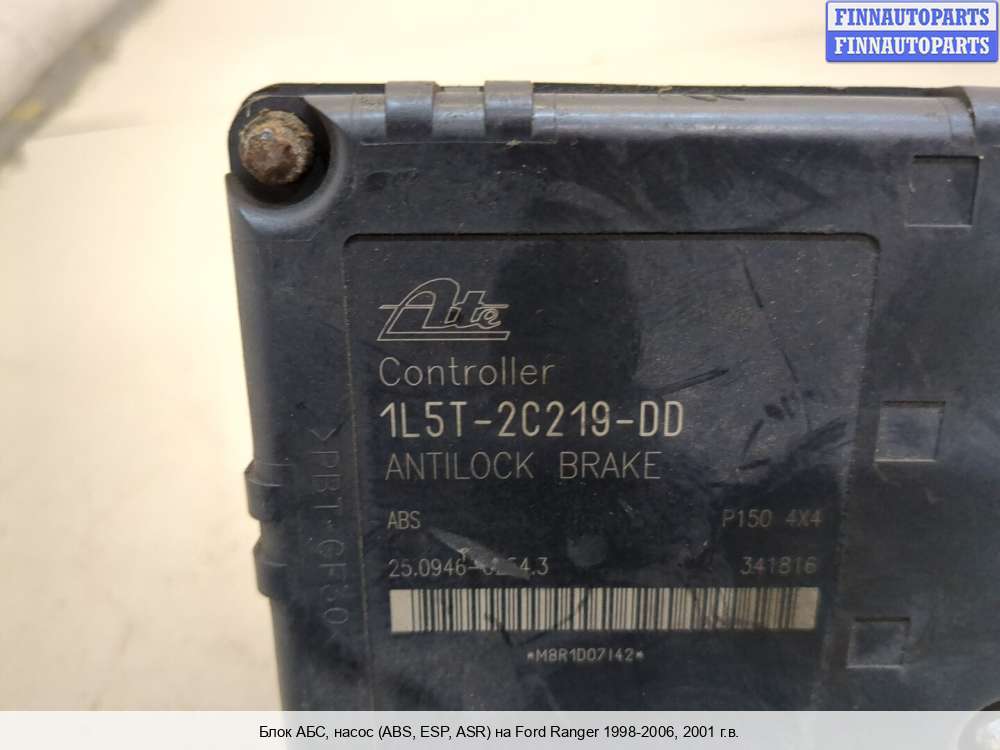 FINNAUTOPARTS
FINNAUTOPARTS
Ate
Controller
1L5T-2C219-DD
ANTILOCK BRAKE
ABS P150 4X4
341816
>PBT-GF30<
*M8R1D07142*
Блок АБС, насос (ABS, ESP, ASR) на Ford Ranger 1998-2006, 2001 г.в.